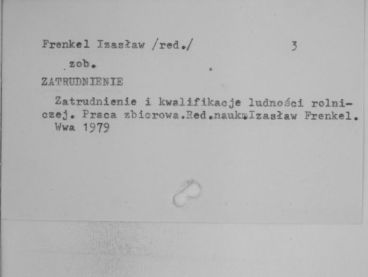 Frenkel Izasław /red./ 3
zob.
ZATRUDNIENIE
Zatrudnienie i kwalifikacje ludności rolni-
czej. Praca zbiorowa.Red.nauk.Izasław Frenkel.
Wwa 1979